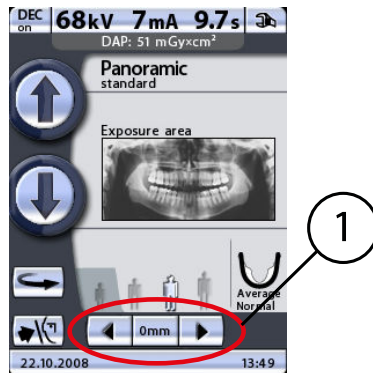 DEC on 68kV 7mA 9.7s
DAP: 51 mGy×cm²
Panoramic
standard
Exposure area
1
Average
Normal
0mm
22.10.2008 13:49